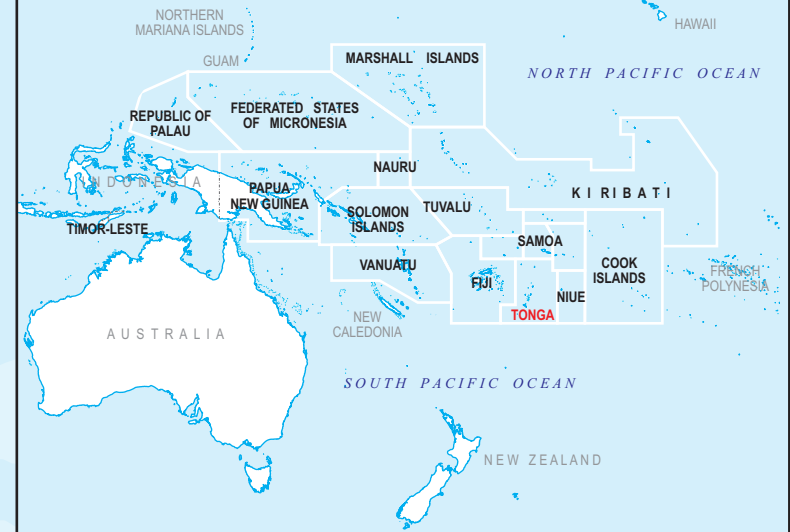 NORTHERN
MARIANA ISLANDS
HAWAII
GUAM
MARSHALL ISLANDS
NORTH PACIFIC OCEAN
REPUBLIC OF
PALAU
FEDERATED STATES
OF MICRONESIA
NAURU
INDONESIA
PAPUA
NEW GUINEA
KIRIBATI
TUVALU
SOLOMON
ISLANDS
TIMOR-LESTE
SAMOA
VANUATU
COOK
ISLANDS
FRENCH
POLYNESIA
FIJI
NIUE
TONGA
NEW
CALEDONIA
AUSTRALIA
SOUTH PACIFIC OCEAN
NEW ZEALAND